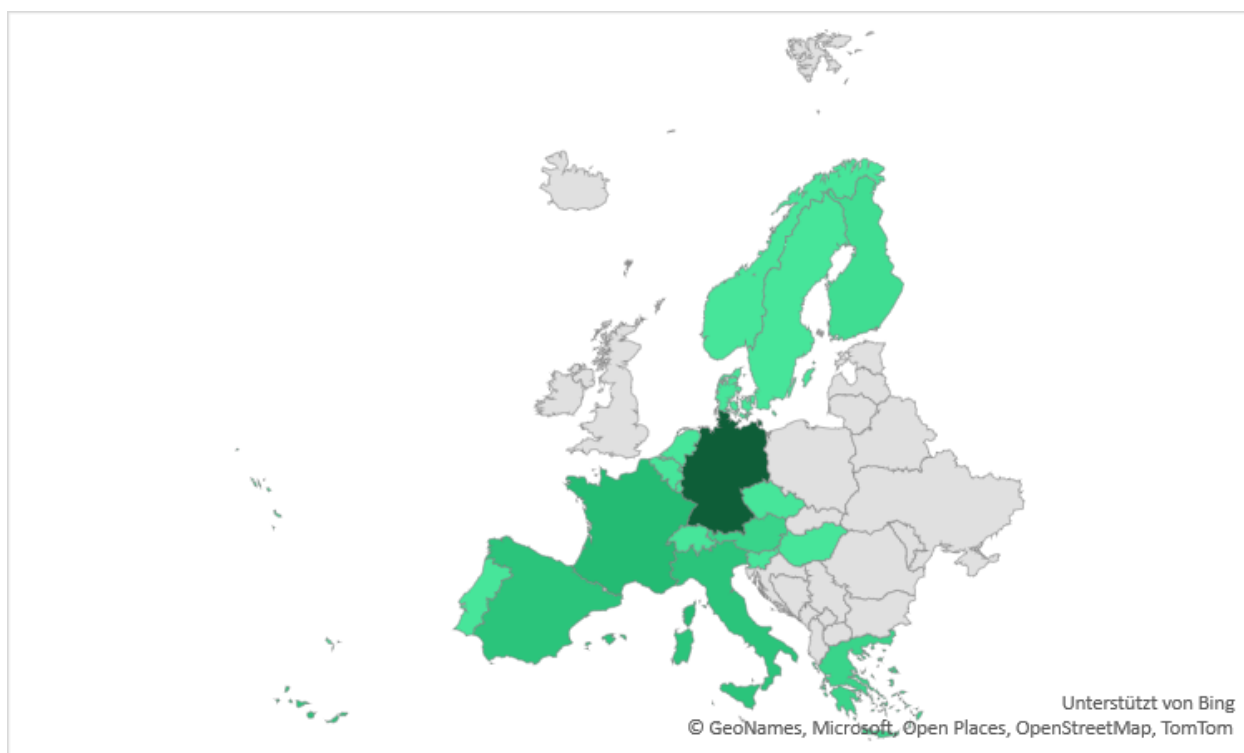 Unterstützt von Bing
© GeoNames, Microsoft, Open Places, OpenStreetMap, TomTom